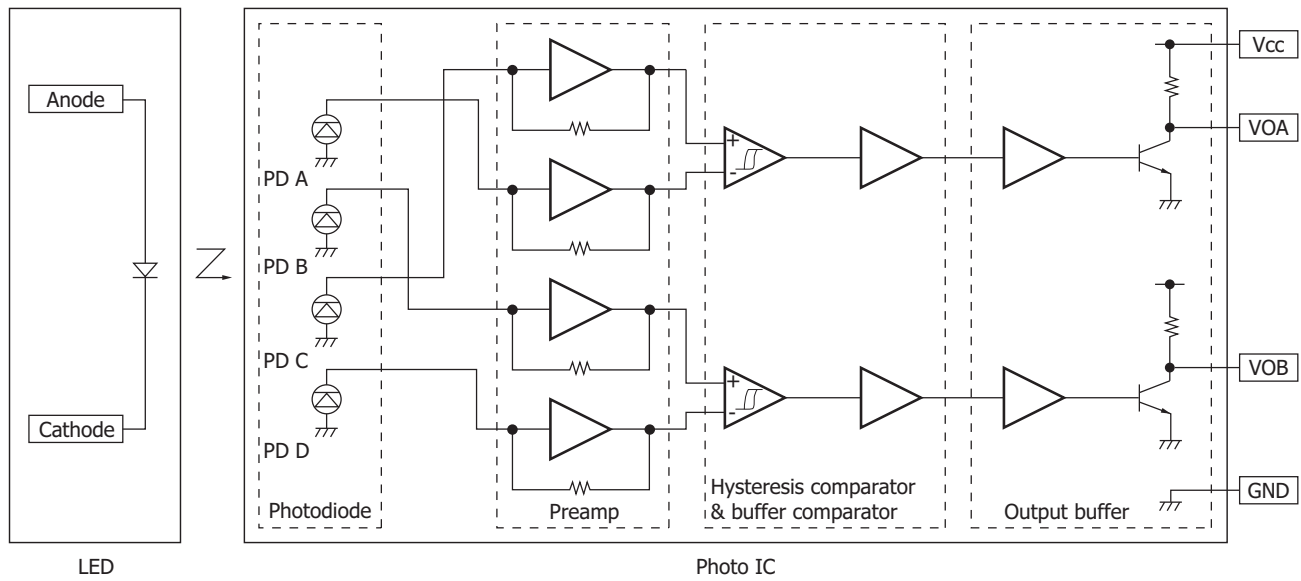 Anode
Cathode
LED
PD A
PD B
PD C
PD D
Photodiode
Preamp
+
-
+
-
Hysteresis comparator
& buffer comparator
Output buffer
Vcc
VOA
VOB
GND
Photo IC